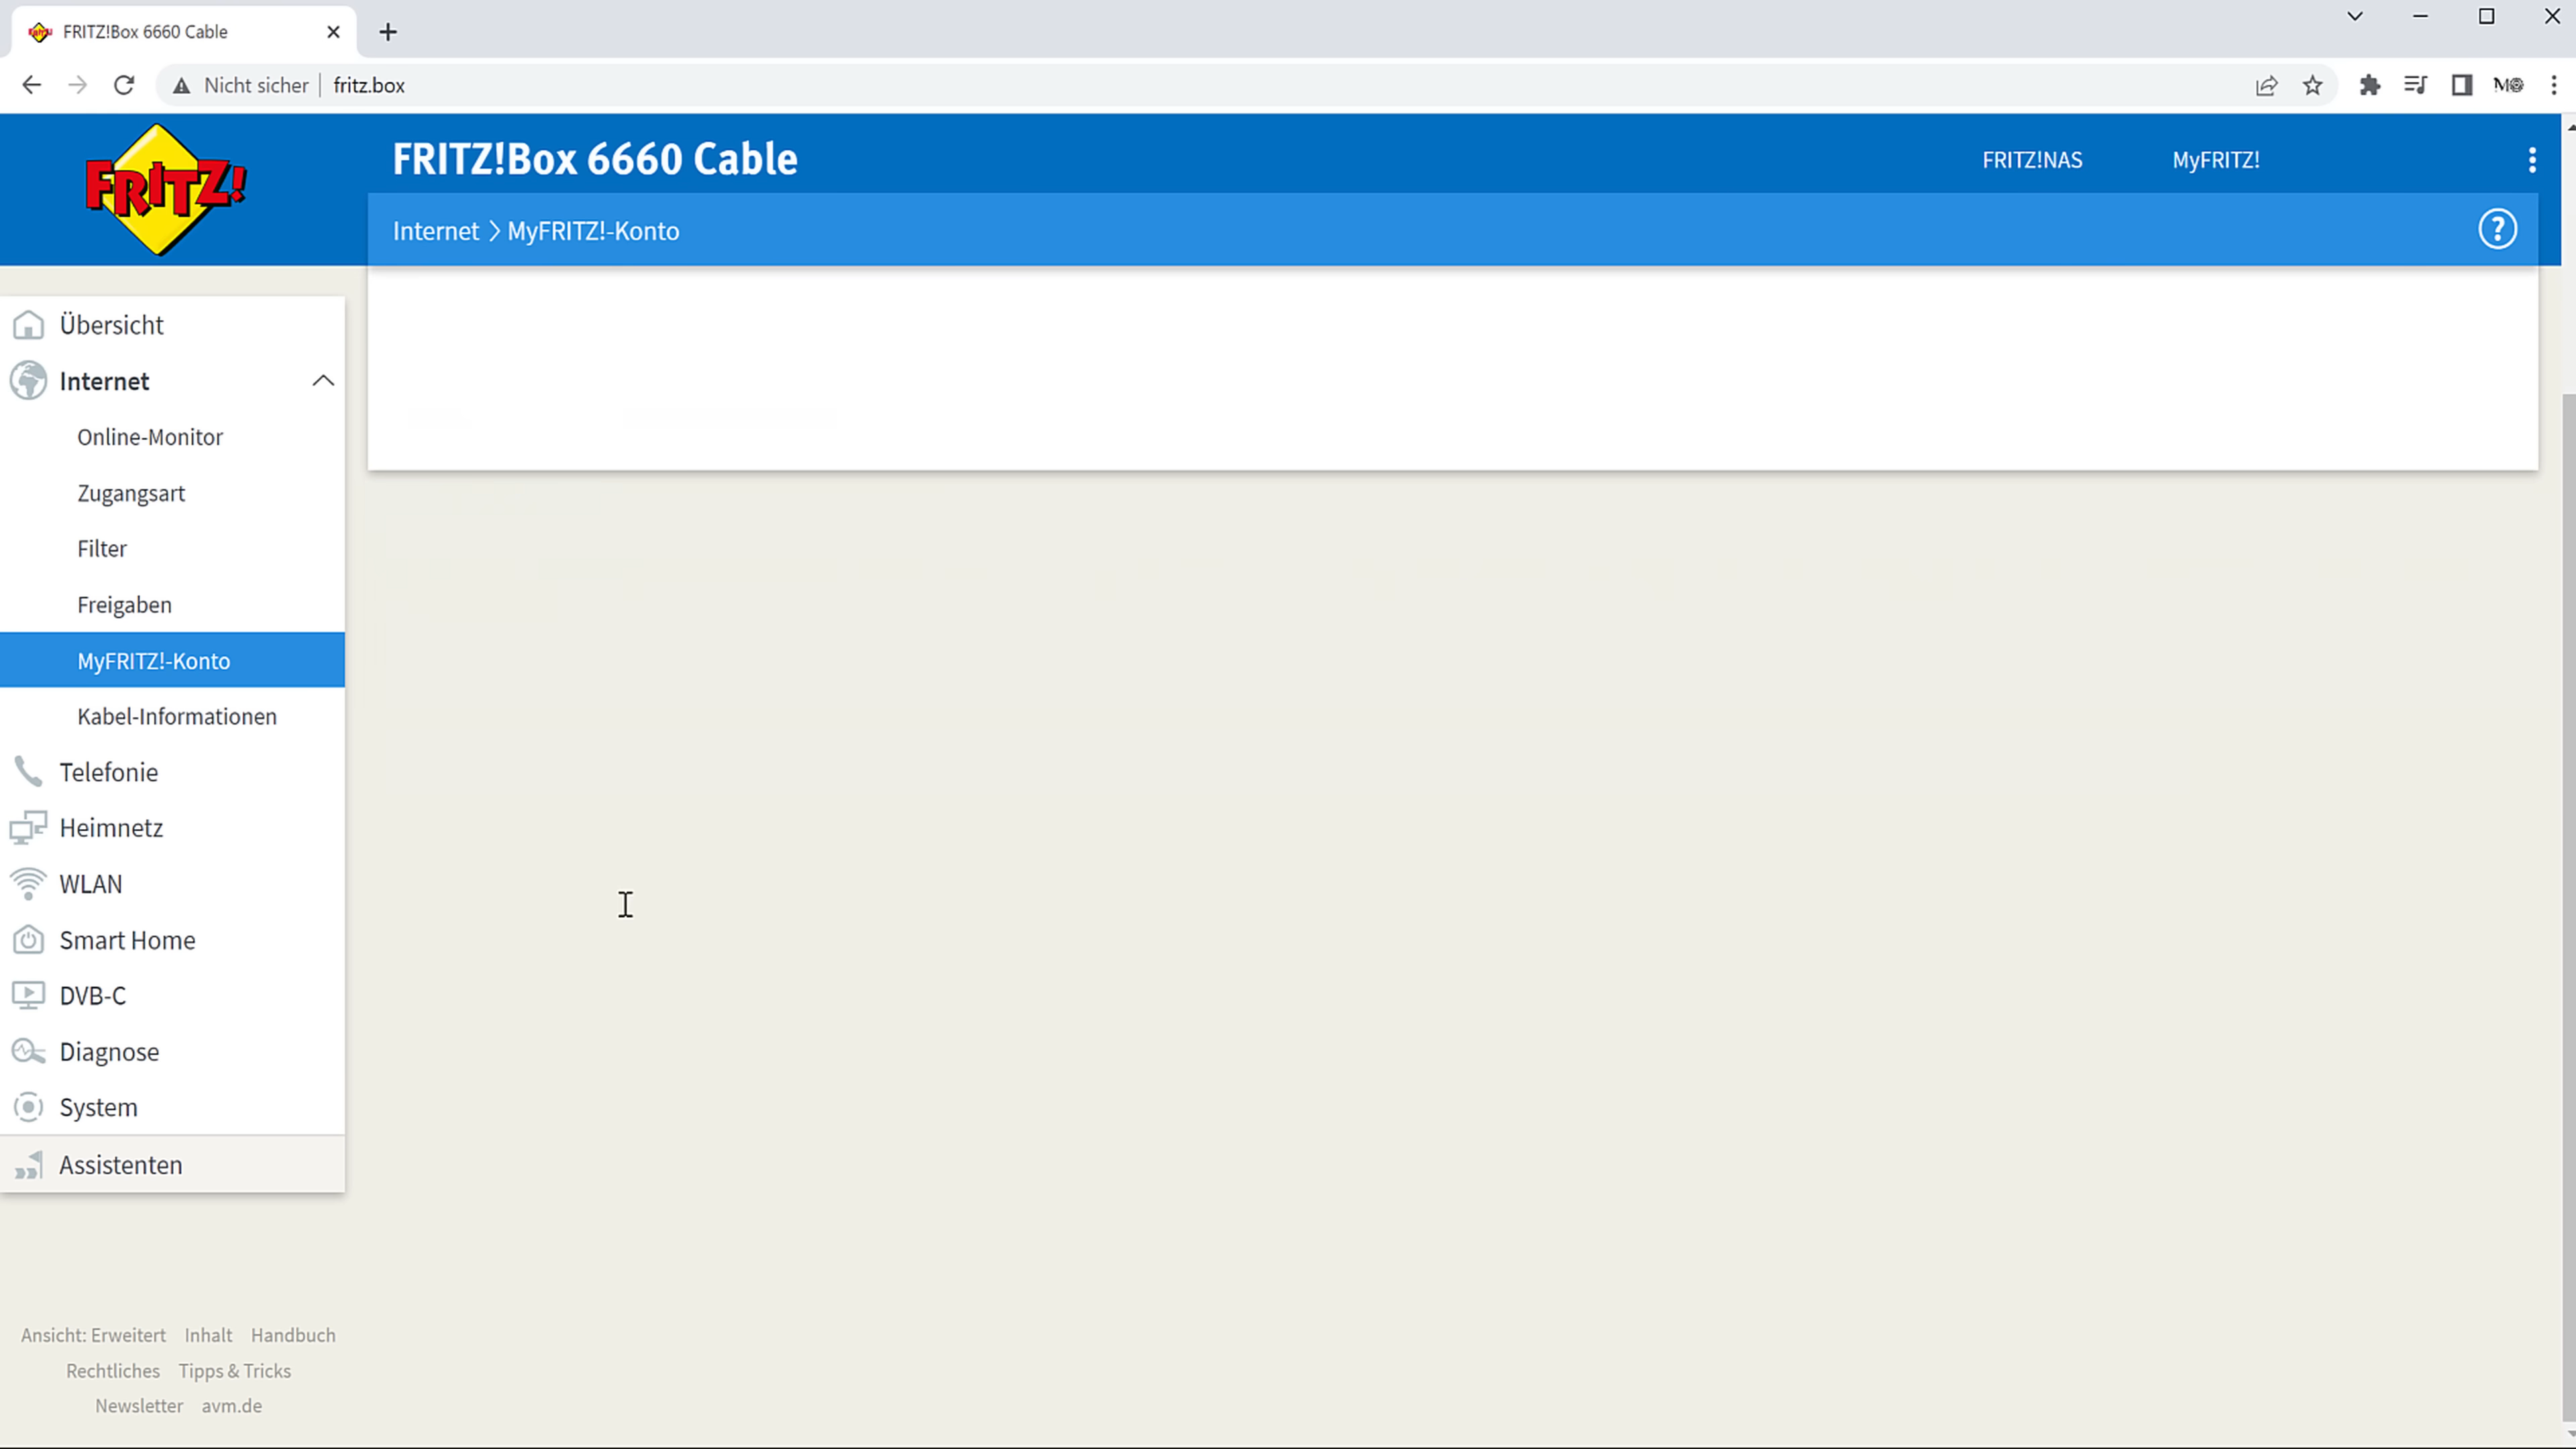 FRITZ!Box 6660 Cable
Nicht sicher | fritz.box
FRITZ!
FRITZ!Box 6660 Cable
FRITZ!NAS
MyFRITZ!
Internet > MyFRITZ!-Konto
?
Übersicht
Internet
Online-Monitor
Zugangsart
Filter
Freigaben
MyFRITZ!-Konto
Kabel-Informationen
Telefonie
Heimnetz
WLAN
Smart Home
DVB-C
Diagnose
System
Assistenten
Ansicht: Erweitert Inhalt Handbuch
Rechtliches Tipps & Tricks
Newsletter avm.de